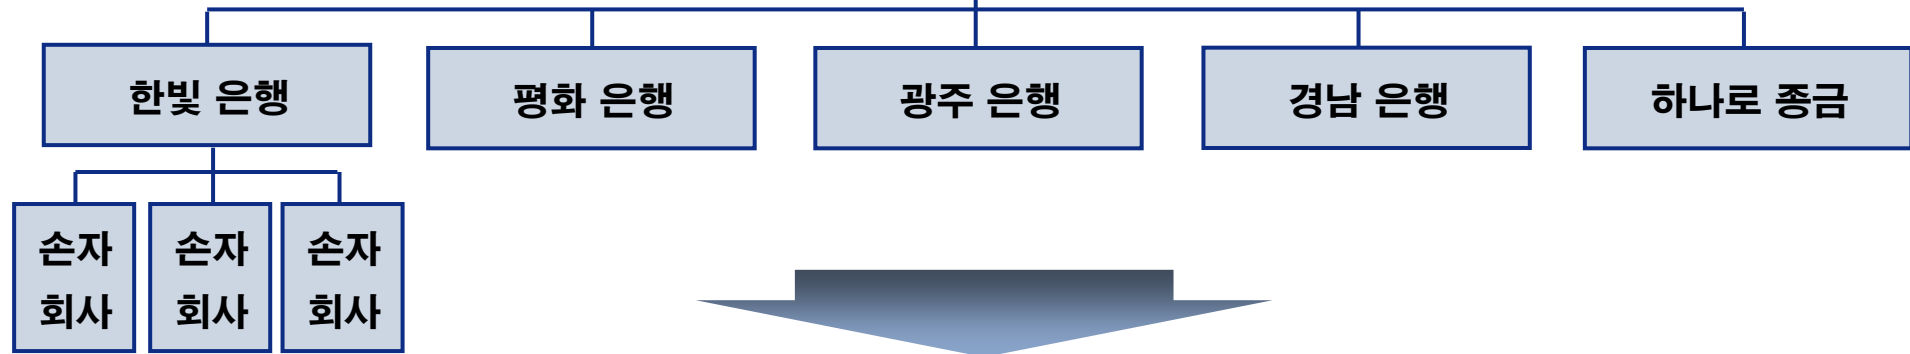 한빛 은행
평화 은행
광주 은행
경남 은행
하나로 종금
손자
회사
손자
회사
손자
회사